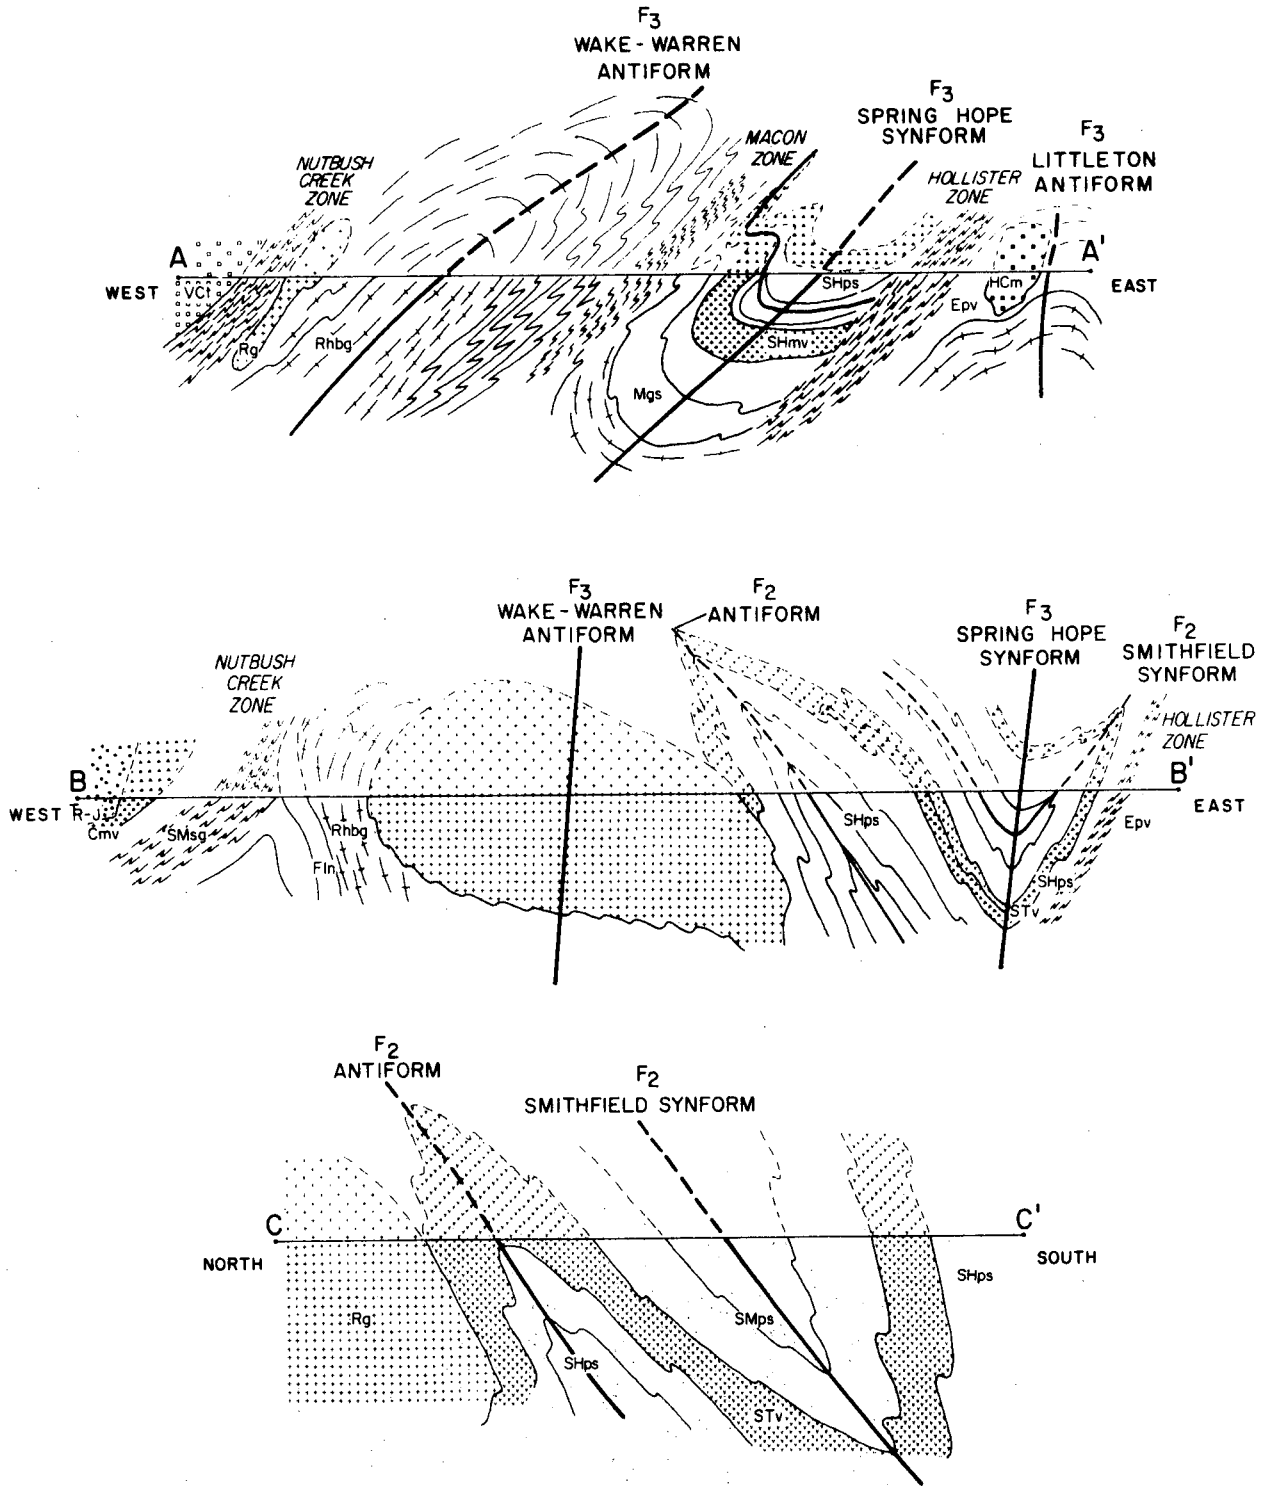 F3
WAKE-WARREN
ANTIFORM
F3
SPRING HOPE
SYNFORM
F3
LITTLETON
ANTIFORM
NUTBUSH
CREEK
ZONE
MACON
ZONE
HOLLISTER
ZONE
A
A'
WEST
EAST
VCt
Rg
Rhbg
Mgs
SHmv
SHps
Epv
HCm
F3
WAKE-WARREN
ANTIFORM
F2
ANTIFORM
F3
SPRING HOPE
SYNFORM
F2
SMITHFIELD
SYNFORM
NUTBUSH
CREEK
ZONE
HOLLISTER
ZONE
B
B'
WEST
EAST
Cmv
SMsg
Fln
Rhbg
SHps
STv
SHps
Epv
F2
ANTIFORM
F2
SMITHFIELD SYNFORM
C
C'
NORTH
SOUTH
Rg
SHps
STv
SMps
SHps